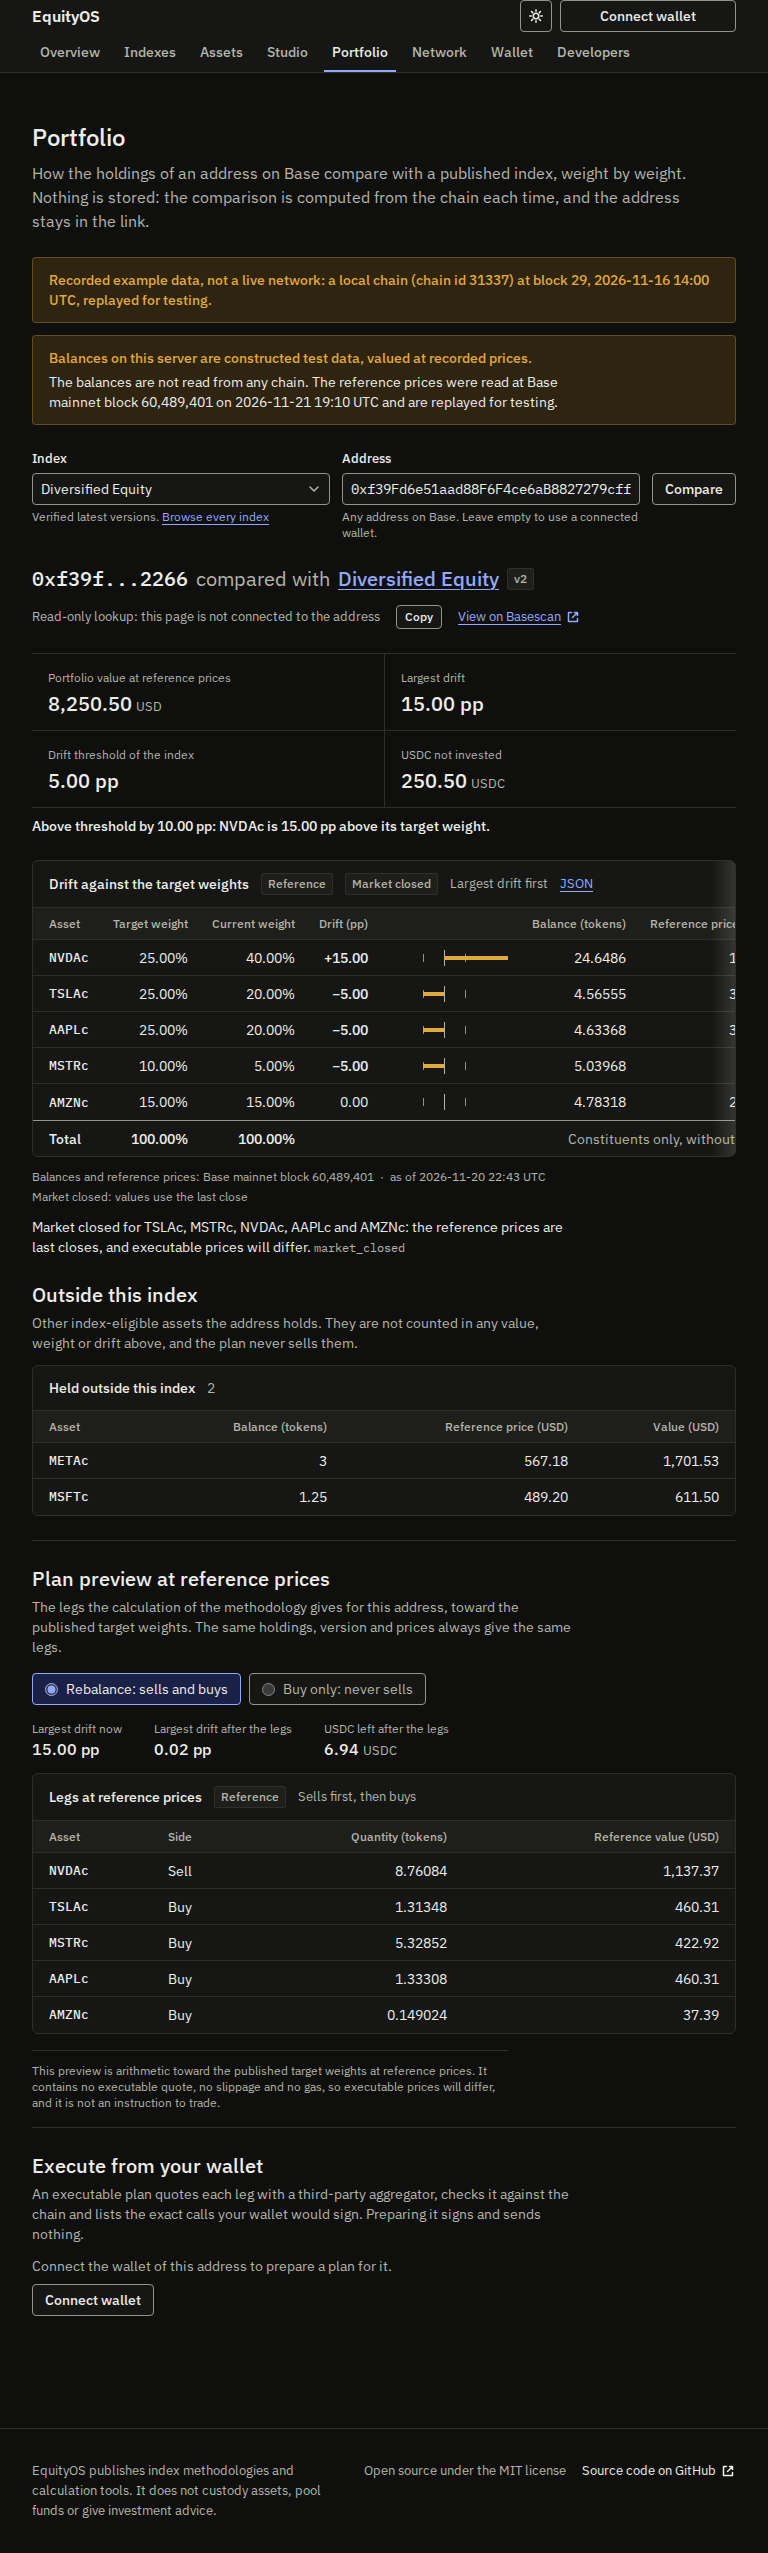 EquityOS
Connect wallet
Overview Indexes Assets Studio Portfolio Network Wallet Developers
Portfolio
How the holdings of an address on Base compare with a published index, weight by weight.
Nothing is stored: the comparison is computed from the chain each time, and the address
stays in the link.
Recorded example data, not a live network: a local chain (chain id 31337) at block 29, 2026-11-16 14:00
UTC, replayed for testing.
Balances on this server are constructed test data, valued at recorded prices.
The balances are not read from any chain. The reference prices were read at Base
mainnet block 60,489,401 on 2026-11-21 19:10 UTC and are replayed for testing.
Index Address
Diversified Equity 0xf39Fd6e51aad88F6F4ce6aB8827279cff Compare
Verified latest versions. Browse every index Any address on Base. Leave empty to use a connected
wallet.
0xf39f...2266 compared with Diversified Equity v2
Read-only lookup: this page is not connected to the address Copy View on Basescan
Portfolio value at reference prices Largest drift
8,250.50 USD 15.00 pp
Drift threshold of the index USDC not invested
5.00 pp 250.50 USDC
Above threshold by 10.00 pp: NVDAc is 15.00 pp above its target weight.
Drift against the target weights Reference Market closed Largest drift first JSON
Asset Target weight Current weight Drift (pp) Balance (tokens) Reference price
NVDAc 25.00% 40.00% +15.00 24.6486 1
TSLAc 25.00% 20.00% −5.00 4.56555 3
AAPLc 25.00% 20.00% −5.00 4.63368 3
MSTRc 10.00% 5.00% −5.00 5.03968
AMZNc 15.00% 15.00% 0.00 4.78318 2
Total 100.00% 100.00% Constituents only, without
Balances and reference prices: Base mainnet block 60,489,401 · as of 2026-11-20 22:43 UTC
Market closed: values use the last close
Market closed for TSLAc, MSTRc, NVDAc, AAPLc and AMZNc: the reference prices are
last closes, and executable prices will differ. market_closed
Outside this index
Other index-eligible assets the address holds. They are not counted in any value,
weight or drift above, and the plan never sells them.
Held outside this index 2
Asset Balance (tokens) Reference price (USD) Value (USD)
METAc 3 567.18 1,701.53
MSFTc 1.25 489.20 611.50
Plan preview at reference prices
The legs the calculation of the methodology gives for this address, toward the
published target weights. The same holdings, version and prices always give the same
legs.
Rebalance: sells and buys Buy only: never sells
Largest drift now Largest drift after the legs USDC left after the legs
15.00 pp 0.02 pp 6.94 USDC
Legs at reference prices Reference Sells first, then buys
Asset Side Quantity (tokens) Reference value (USD)
NVDAc Sell 8.76084 1,137.37
TSLAc Buy 1.31348 460.31
MSTRc Buy 5.32852 422.92
AAPLc Buy 1.33308 460.31
AMZNc Buy 0.149024 37.39
This preview is arithmetic toward the published target weights at reference prices. It
contains no executable quote, no slippage and no gas, so executable prices will differ,
and it is not an instruction to trade.
Execute from your wallet
An executable plan quotes each leg with a third-party aggregator, checks it against the
chain and lists the exact calls your wallet would sign. Preparing it signs and sends
nothing.
Connect the wallet of this address to prepare a plan for it.
Connect wallet
EquityOS publishes index methodologies and
calculation tools. It does not custody assets, pool
funds or give investment advice.
Open source under the MIT license Source code on GitHub